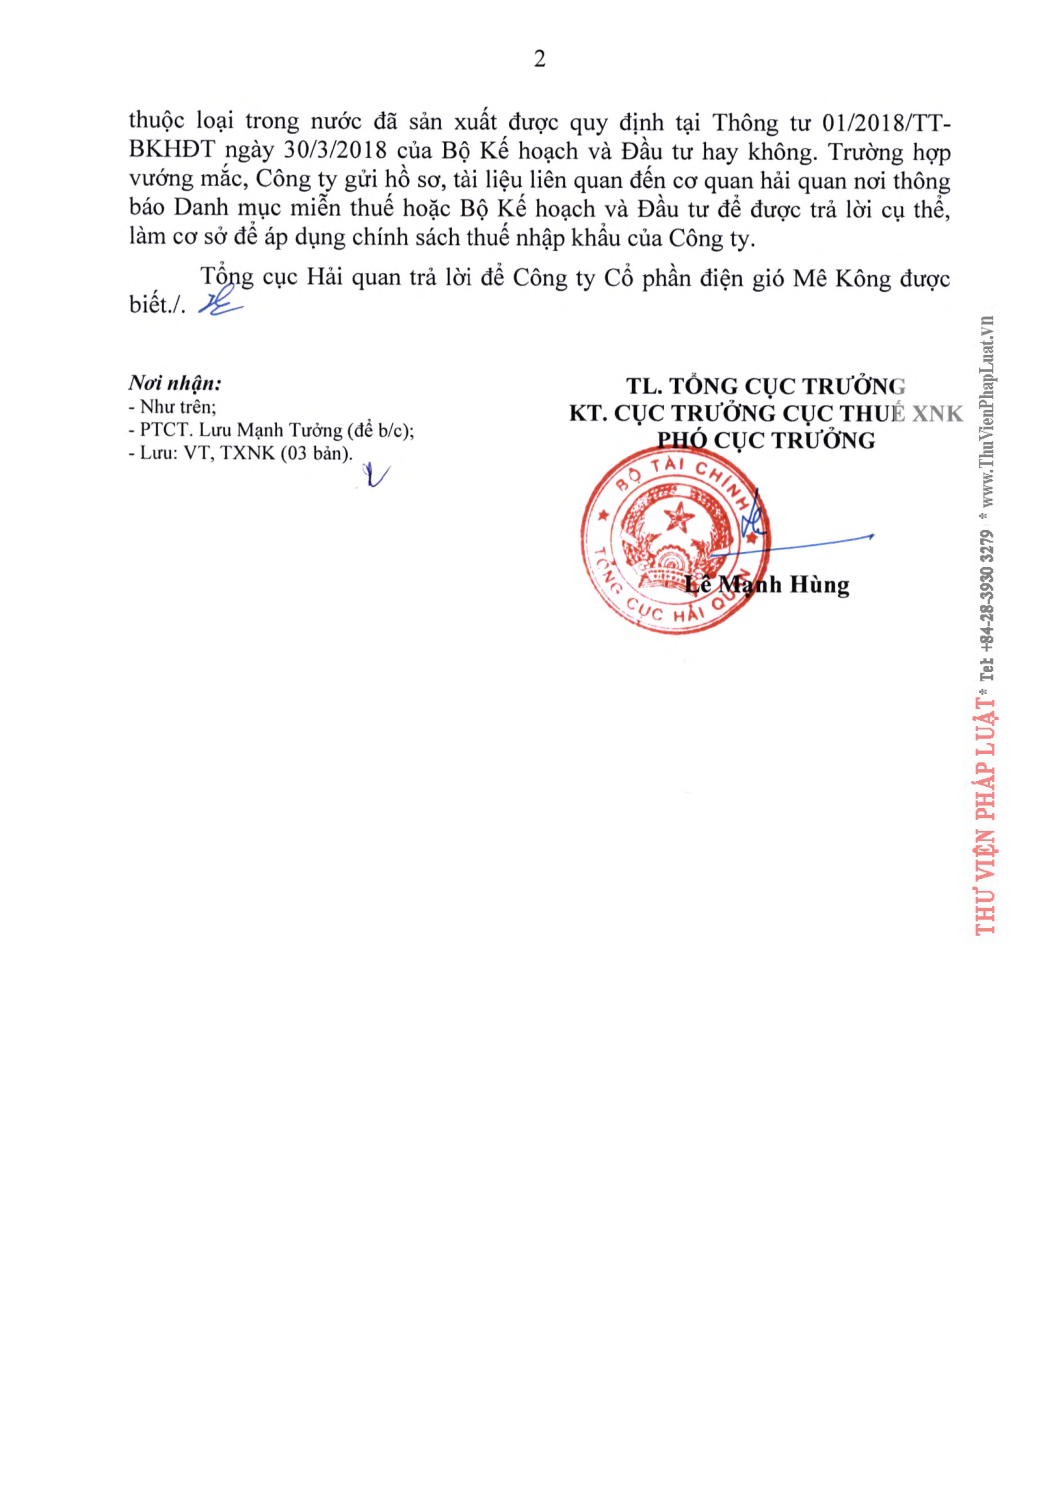 2
thuộc loại trong nước đã sản xuất được quy định tại Thông tư 01/2018/TT-
BKHĐT ngày 30/3/2018 của Bộ Kế hoạch và Đầu tư hay không. Trường hợp
vướng mắc, Công ty gửi hồ sơ, tài liệu liên quan đến cơ quan hải quan nơi thông
báo Danh mục miễn thuế hoặc Bộ Kế hoạch và Đầu tư để được trả lời cụ thể,
làm cơ sở để áp dụng chính sách thuế nhập khẩu của Công ty.
Tổng cục Hải quan trả lời để Công ty Cổ phần điện gió Mê Kông được
biết./.
Nơi nhận:
- Như trên;
- PTCT. Lưu Mạnh Tưởng (để b/c);
- Lưu: VT, TXNK (03 bản).
TL. TỔNG CỤC TRƯỞNG
KT. CỤC TRƯỞNG CỤC THUẾ XNK
PHÓ CỤC TRƯỞNG
BỘ TÀI CHÍNH
TỔNG CỤC HẢI QUAN
Lê Mạnh Hùng
THƯ VIỆN PHÁP LUẬT * Tel: +84-28-3930 3279 * www.ThuVienPhapLuat.vn